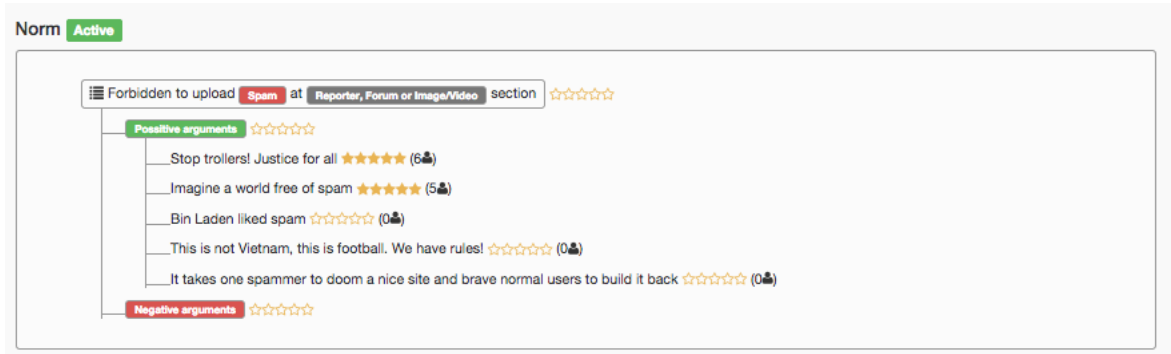 Norm Active
Forbidden to upload Spam at Reporter, Forum or Image/Video section
Possitive arguments
Stop trollers! Justice for all (6)
Imagine a world free of spam (5)
Bin Laden liked spam (0)
This is not Vietnam, this is football. We have rules! (0)
It takes one spammer to doom a nice site and brave normal users to build it back (0)
Negative arguments